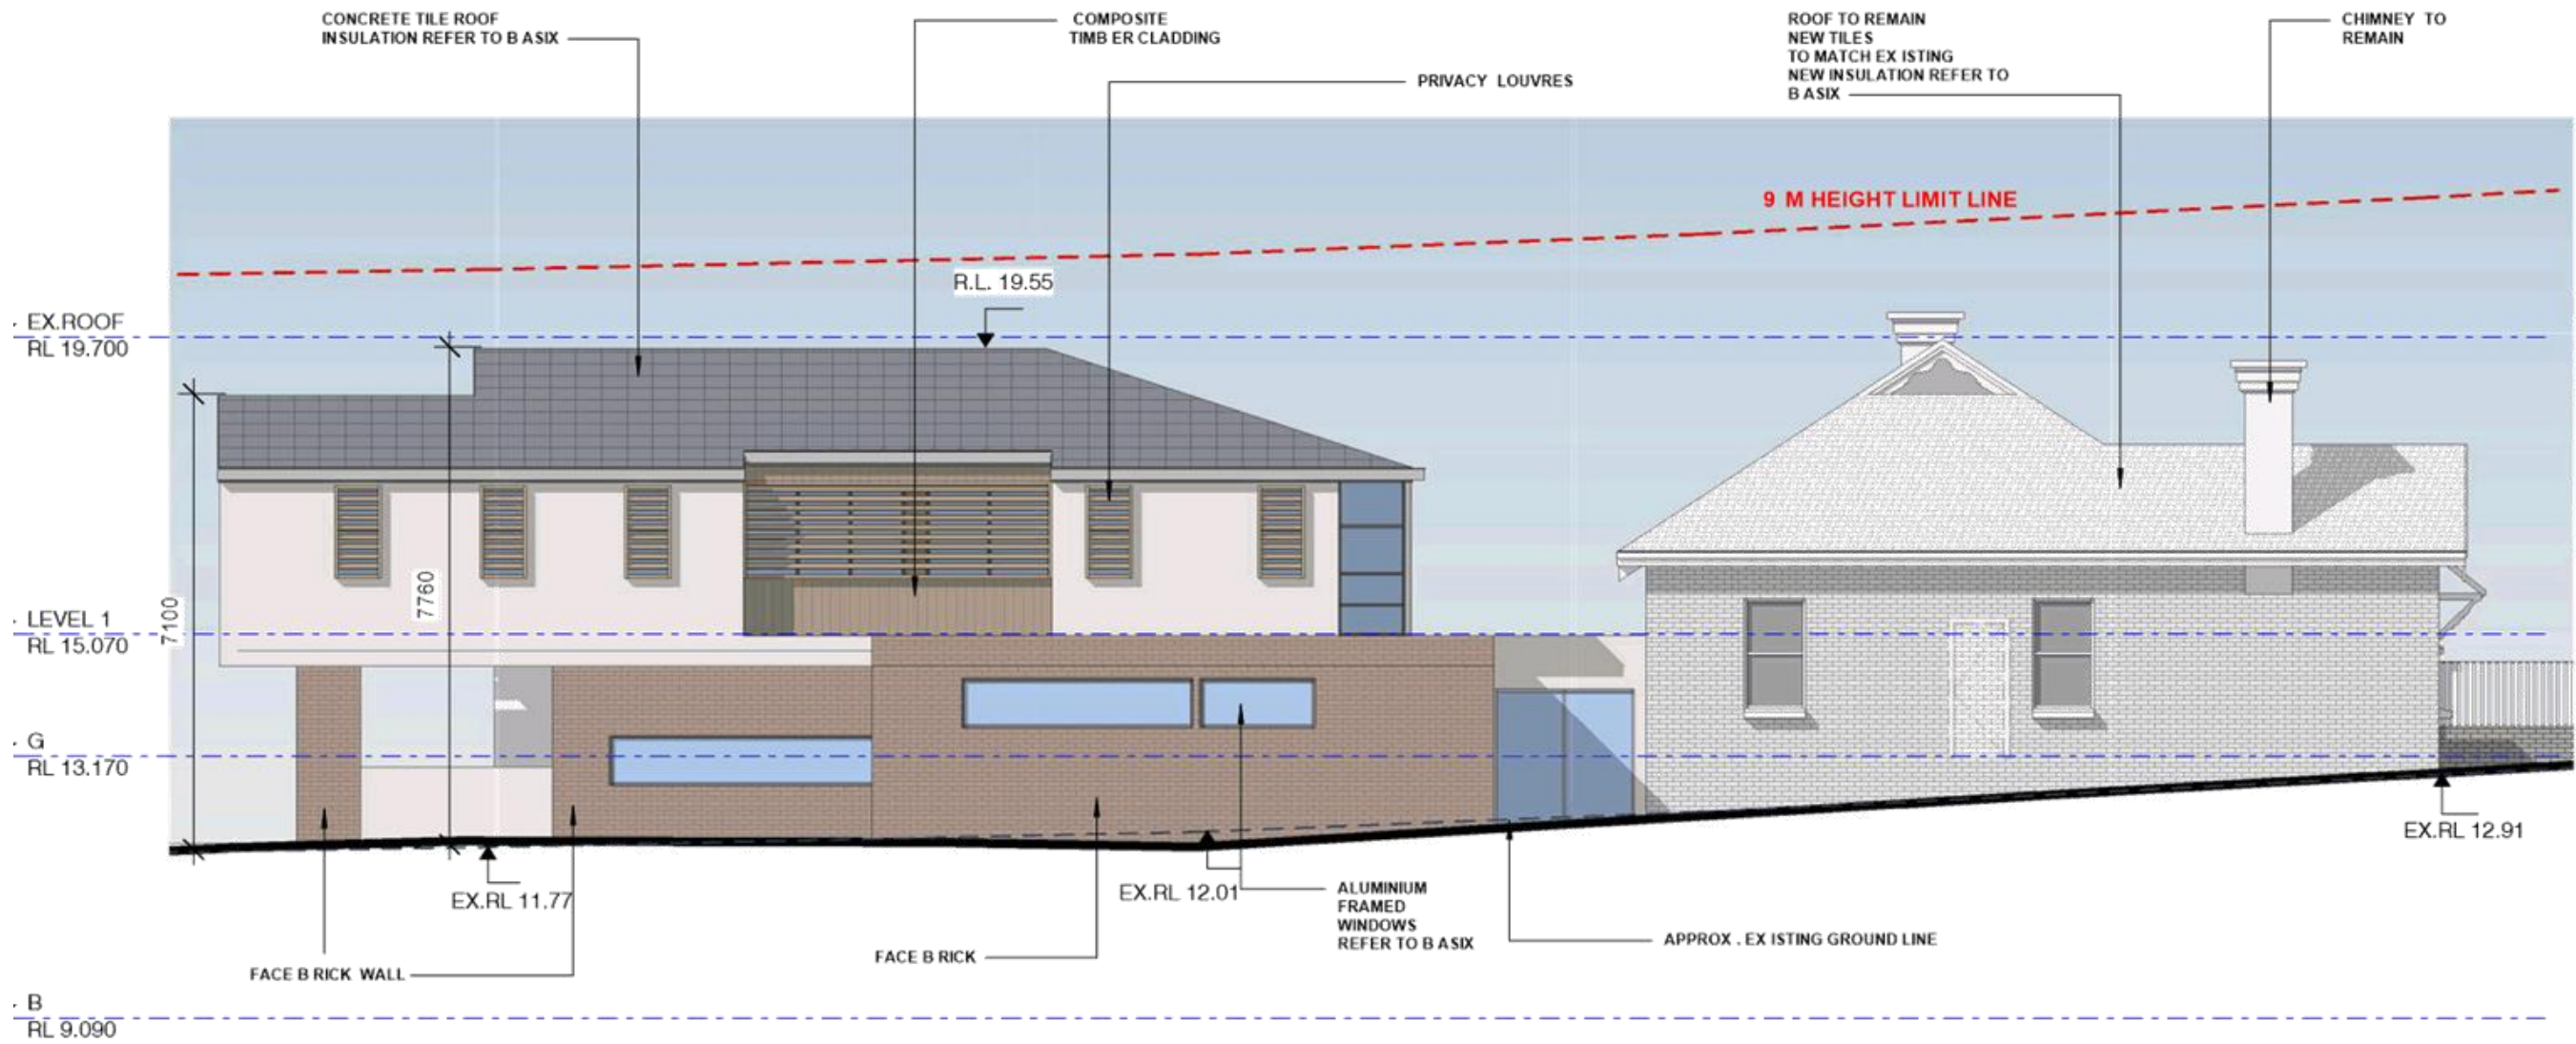 CONCRETE TILE ROOF
INSULATION REFER TO B ASIX
COMPOSITE
TIMB ER CLADDING
PRIVACY LOUVRES
ROOF TO REMAIN
NEW TILES
TO MATCH EX ISTING
NEW INSULATION REFER TO
B ASIX
CHIMNEY TO
REMAIN
9 M HEIGHT LIMIT LINE
R.L. 19.55
EX.ROOF
RL 19.700
7760
7100
LEVEL 1
RL 15.070
G
RL 13.170
EX.RL 11.77
EX.RL 12.01
EX.RL 12.91
ALUMINIUM
FRAMED
WINDOWS
REFER TO B ASIX
APPROX . EX ISTING GROUND LINE
FACE B RICK
FACE B RICK WALL
B
RL 9.090